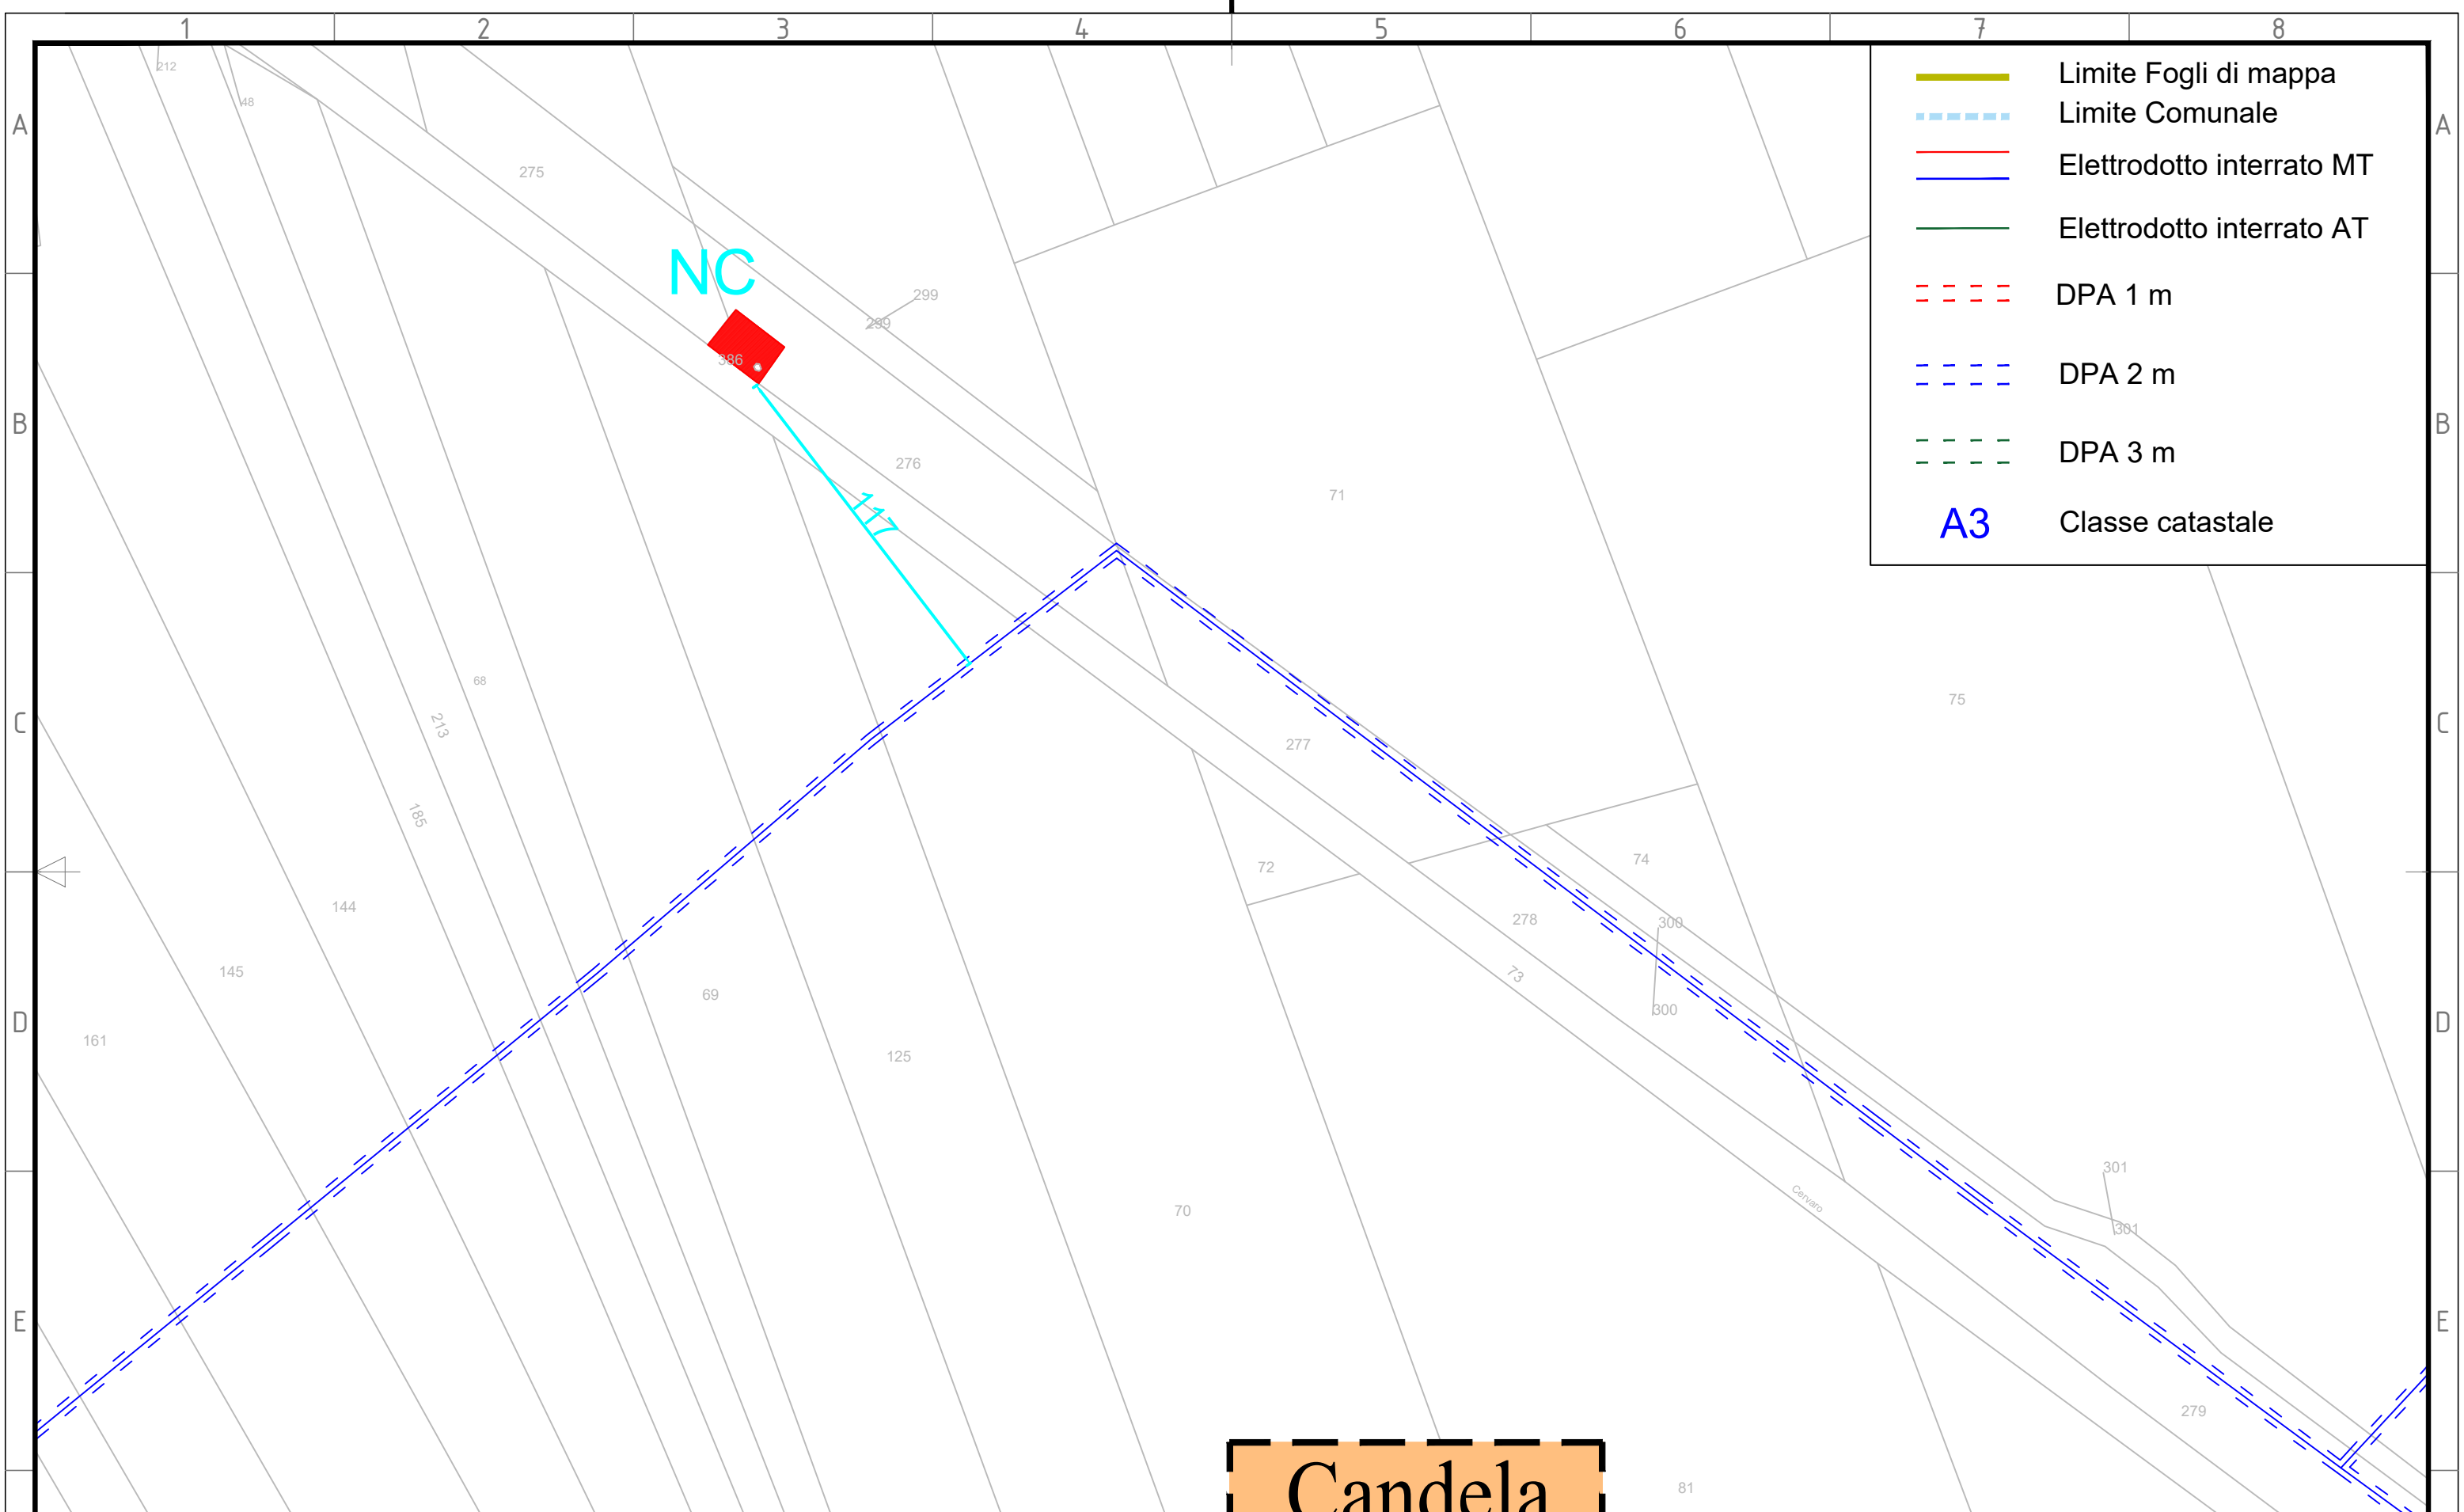 1 2 3 4 5 6 7 8
A A
B B
C C
D D
E E
Limite Fogli di mappa
Limite Comunale
Elettrodotto interrato MT
Elettrodotto interrato AT
DPA 1 m
DPA 2 m
DPA 3 m
A3 Classe catastale
212
48
275
NC
299
299
386
276
117
71
68
213
75
277
185
72
74
144
278
300
145
73
69
300
161
125
301
Cervaro
70
301
279
81
Candela